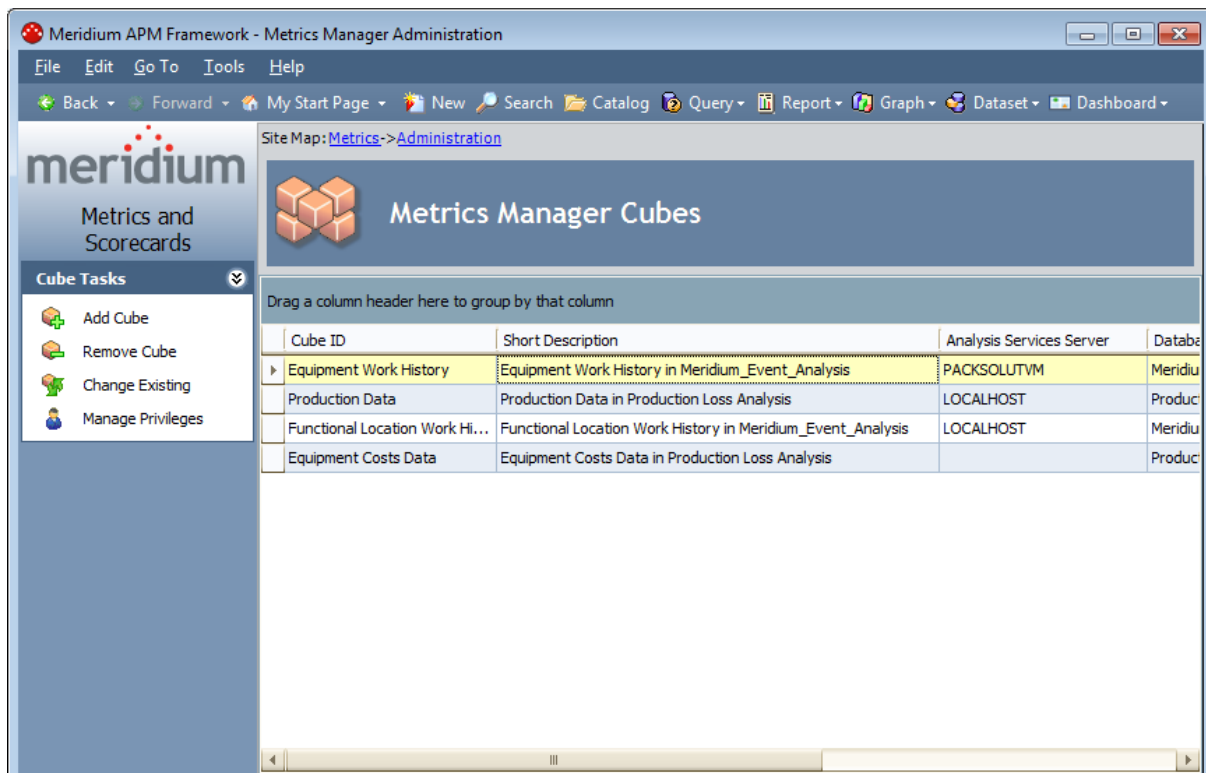 Meridium APM Framework - Metrics Manager Administration
File Edit Go To Tools Help
Back Forward My Start Page New Search Catalog Query Report Graph Dataset Dashboard
meridium
Metrics and
Scorecards
Cube Tasks
Add Cube
Remove Cube
Change Existing
Manage Privileges
Site Map: Metrics->Administration
Metrics Manager Cubes
Drag a column header here to group by that column
Cube ID Short Description Analysis Services Server Databa
Equipment Work History Equipment Work History in Meridium_Event_Analysis PACKSOLUTVM Meridiu
Production Data Production Data in Production Loss Analysis LOCALHOST Produc
Functional Location Work Hi... Functional Location Work History in Meridium_Event_Analysis LOCALHOST Meridiu
Equipment Costs Data Equipment Costs Data in Production Loss Analysis Produc